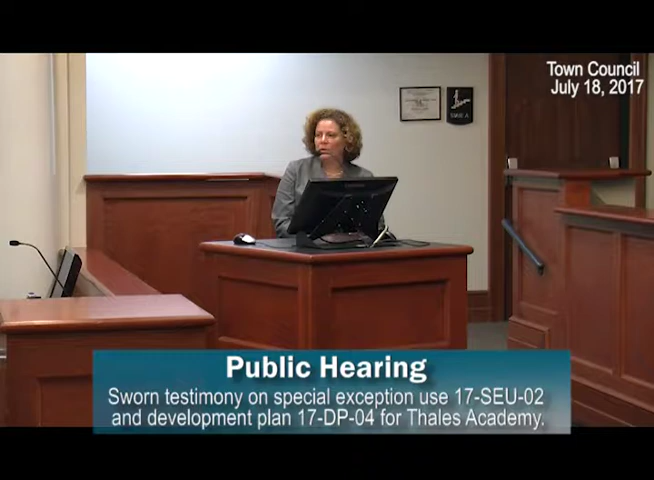 Town Council
July 18, 2017
Public Hearing
Sworn testimony on special exception use 17-SEU-02
and development plan 17-DP-04 for Thales Academy.